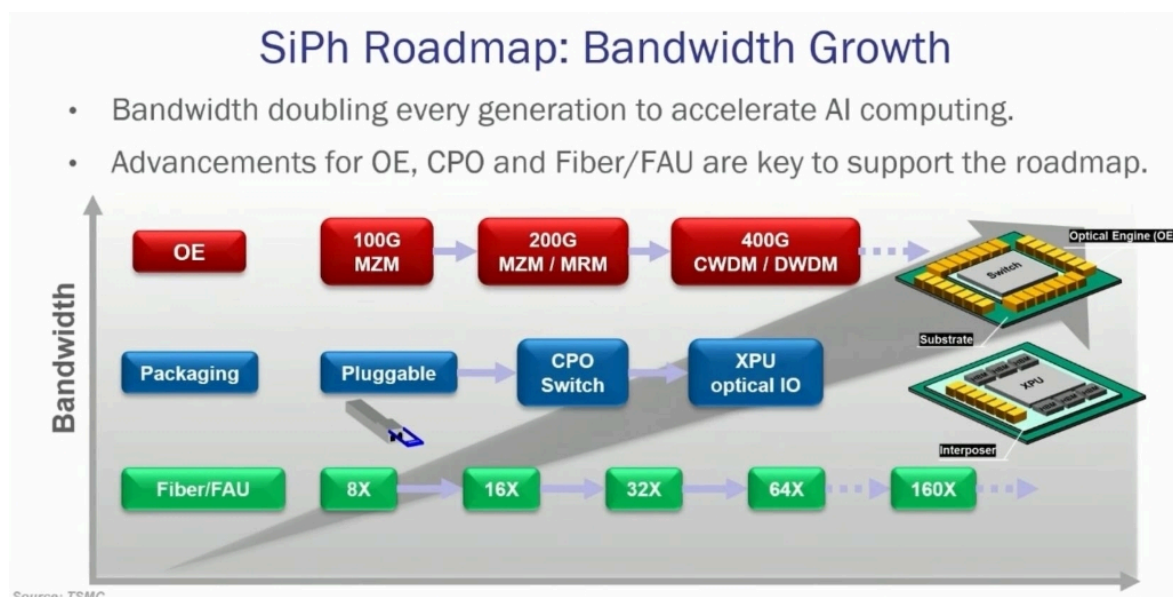 SiPh Roadmap: Bandwidth Growth
• Bandwidth doubling every generation to accelerate AI computing.
• Advancements for OE, CPO and Fiber/FAU are key to support the roadmap.
Bandwidth
OE
100G
MZM
200G
MZM / MRM
400G
CWDM / DWDM
Optical Engine (OE
Switch
Substrate
Packaging
Pluggable
CPO
Switch
XPU
optical IO
XPU
Interposer
Fiber/FAU
8X
16X
32X
64X
160X
Source: TSMC